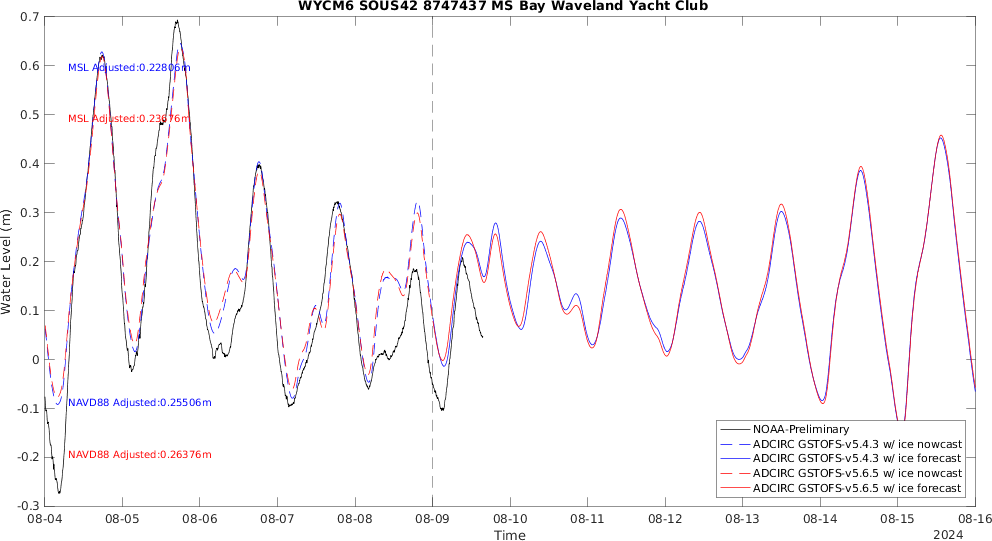 WYCM6 SOUS42 8747437 MS Bay Waveland Yacht Club
0.7
0.6
0.5
0.4
0.3
0.2
0.1
0
-0.1
-0.2
-0.3
Water Level (m)
MSL Adjusted:0.22806m
MSL Adjusted:0.23676m
NAVD88 Adjusted:0.25506m
NAVD88 Adjusted:0.26376m
NOAA-Preliminary
ADCIRC GSTOFS-v5.4.3 w/ ice nowcast
ADCIRC GSTOFS-v5.4.3 w/ ice forecast
ADCIRC GSTOFS-v5.6.5 w/ ice nowcast
ADCIRC GSTOFS-v5.6.5 w/ ice forecast
08-04 08-05 08-06 08-07 08-08 08-09 08-10 08-11 08-12 08-13 08-14 08-15 08-16
Time
2024